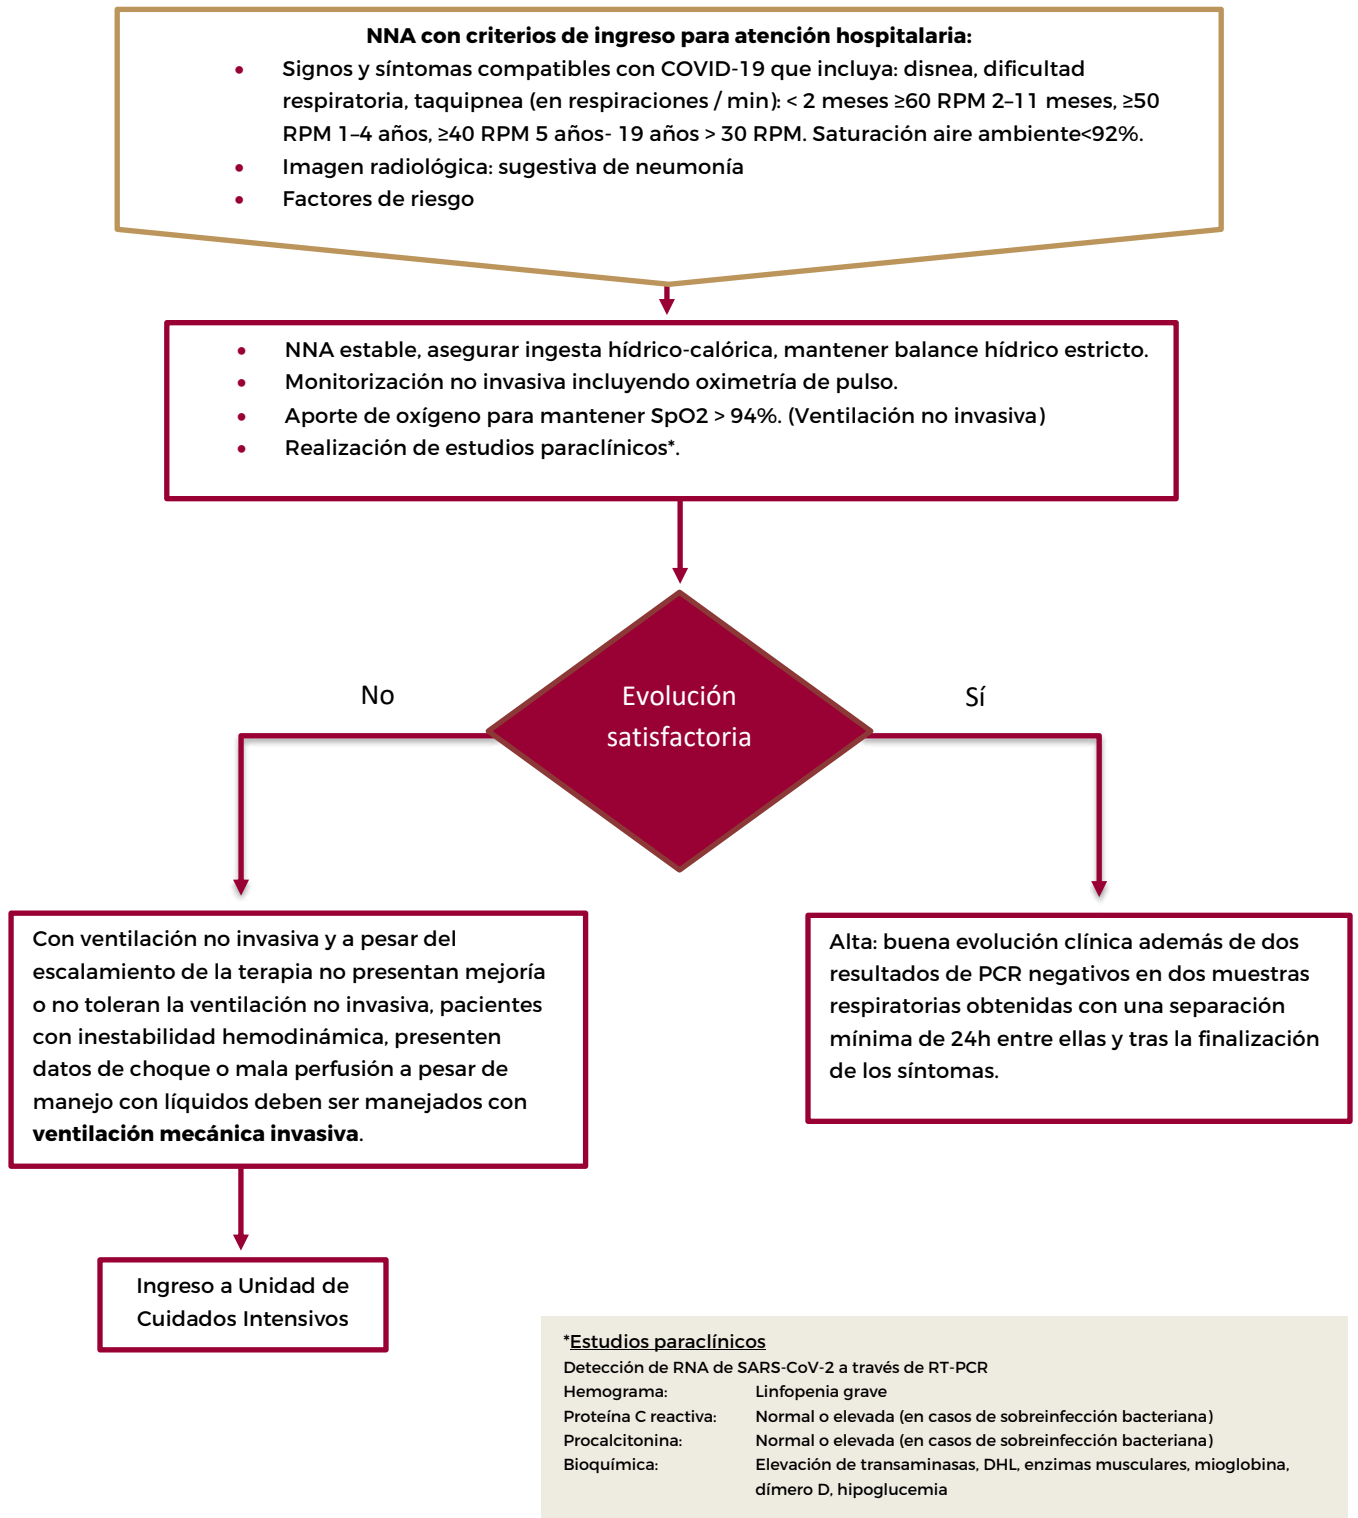 NNA con criterios de ingreso para atención hospitalaria:
• Signos y síntomas compatibles con COVID-19 que incluya: disnea, dificultad
respiratoria, taquipnea (en respiraciones / min): < 2 meses ≥60 RPM 2–11 meses, ≥50
RPM 1–4 años, ≥40 RPM 5 años- 19 años > 30 RPM. Saturación aire ambiente<92%.
• Imagen radiológica: sugestiva de neumonía
• Factores de riesgo
• NNA estable, asegurar ingesta hídrico-calórica, mantener balance hídrico estricto.
• Monitorización no invasiva incluyendo oximetría de pulso.
• Aporte de oxígeno para mantener SpO2 > 94%. (Ventilación no invasiva)
• Realización de estudios paraclínicos*.
No
Evolución
satisfactoria
Sí
Con ventilación no invasiva y a pesar del
escalamiento de la terapia no presentan mejoría
o no toleran la ventilación no invasiva, pacientes
con inestabilidad hemodinámica, presenten
datos de choque o mala perfusión a pesar de
manejo con líquidos deben ser manejados con
ventilación mecánica invasiva.
Alta: buena evolución clínica además de dos
resultados de PCR negativos en dos muestras
respiratorias obtenidas con una separación
mínima de 24h entre ellas y tras la finalización
de los síntomas.
Ingreso a Unidad de
Cuidados Intensivos
*Estudios paraclínicos
Detección de RNA de SARS-CoV-2 a través de RT-PCR
Hemograma: Linfopenia grave
Proteína C reactiva: Normal o elevada (en casos de sobreinfección bacteriana)
Procalcitonina: Normal o elevada (en casos de sobreinfección bacteriana)
Bioquímica: Elevación de transaminasas, DHL, enzimas musculares, mioglobina,
dímero D, hipoglucemia